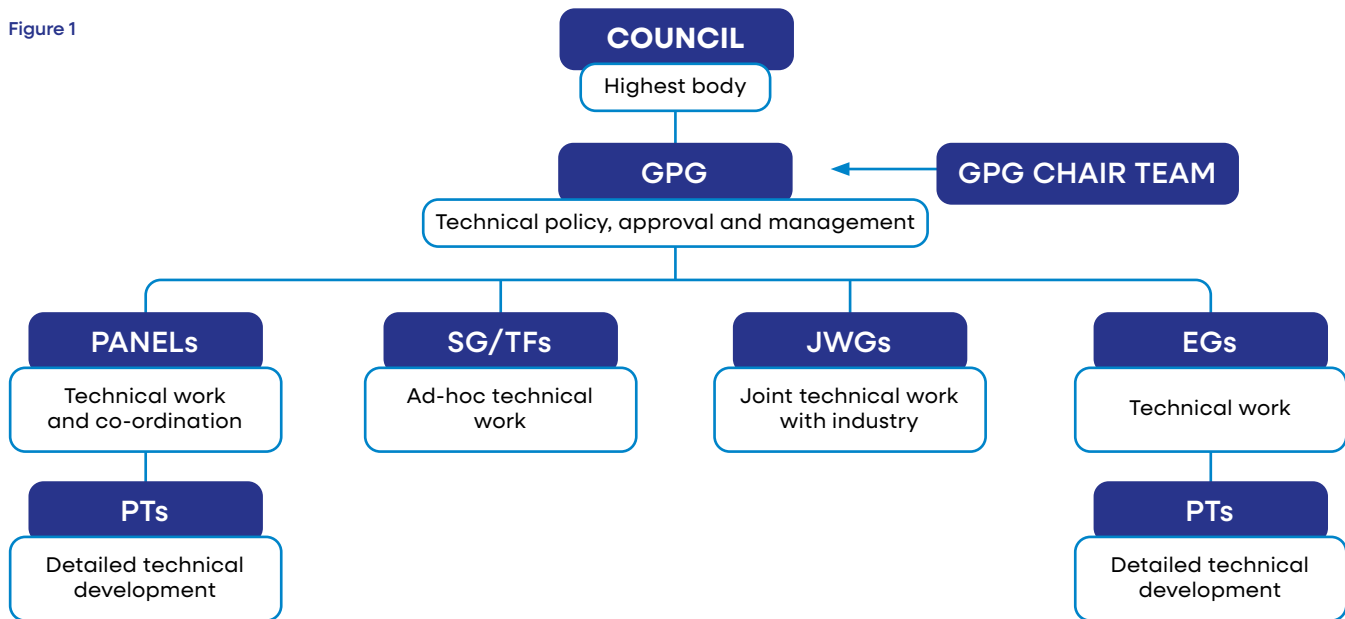 Figure 1
COUNCIL
Highest body
GPG
GPG CHAIR TEAM
Technical policy, approval and management
PANELs
Technical work
and co-ordination
SG/TFs
Ad-hoc technical
work
JWGs
Joint technical work
with industry
EGs
Technical work
PTs
Detailed technical
development
PTs
Detailed technical
development